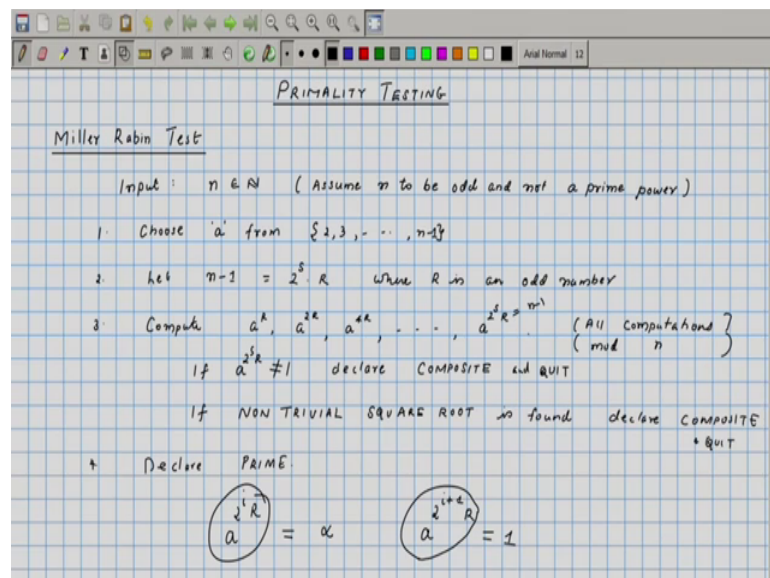 T Arial Normal 12
PRIMALITY TESTING
Miller Rabin Test
Input : n ∈ N ( Assume n to be odd and not a prime power )
1. Choose 'a' from {2,3, - - - , n-1}
2. Let n-1 = 2^S . R where R is an odd number
3. Compute a^R, a^{2R}, a^{4R}, - - - , a^{2^S R = n-1} ( All computations )
( mod n )
If a^{2^S R} ≠ 1 declare COMPOSITE and QUIT
If NON TRIVIAL SQUARE ROOT is found declare COMPOSITE
+ QUIT
4 Declare PRIME.
a^{2^i R} = α a^{2^{i+1} R} = 1